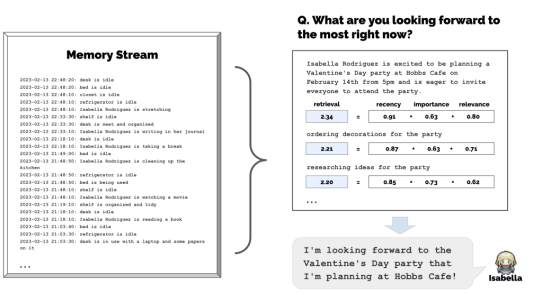 Memory Stream
2023-02-13 22:48:20: desk is idle
2023-02-13 22:48:20: bed is idle
2023-02-13 22:48:10: closet is idle
2023-02-13 22:48:10: refrigerator is idle
2023-02-13 22:48:10: Isabella Rodrigues is stretching
2023-02-13 22:33:30: shelf is idle
2023-02-13 22:33:30: desk is neat and organized
2023-02-13 22:33:10: Isabella Rodrigues is writing in her journal
2023-02-13 22:18:10: desk is idle
2023-02-13 22:18:10: Isabella Rodrigues is taking a break
2023-02-13 21:49:00: bed is idle
2023-02-13 21:48:50: Isabella Rodrigues is cleaning up the
kitchen
2023-02-13 21:48:50: refrigerator is idle
2023-02-13 21:48:50: bed is being used
2023-02-13 21:48:10: shelf is idle
2023-02-13 21:48:10: Isabella Rodrigues is watching a movie
2023-02-13 21:19:10: shelf is organized and tidy
2023-02-13 21:18:10: desk is idle
2023-02-13 21:18:10: Isabella Rodrigues is reading a book
2023-02-13 21:03:40: bed is idle
2023-02-13 21:03:30: refrigerator is idle
2023-02-13 21:03:30: desk is in use with a laptop and some papers
on it
...
Q. What are you looking forward to
the most right now?
Isabella Rodrigues is excited to be planning a
Valentine's Day party at Hobbs Cafe on
February 14th from 5pm and is eager to invite
everyone to attend the party.
retrieval recency importance relevance
2.34 = 0.91 + 0.63 + 0.80
ordering decorations for the party
2.21 = 0.87 + 0.63 + 0.71
researching ideas for the party
2.20 = 0.85 + 0.73 + 0.62
...
I'm looking forward to the
Valentine's Day party that
I'm planning at Hobbs Cafe!
Isabella